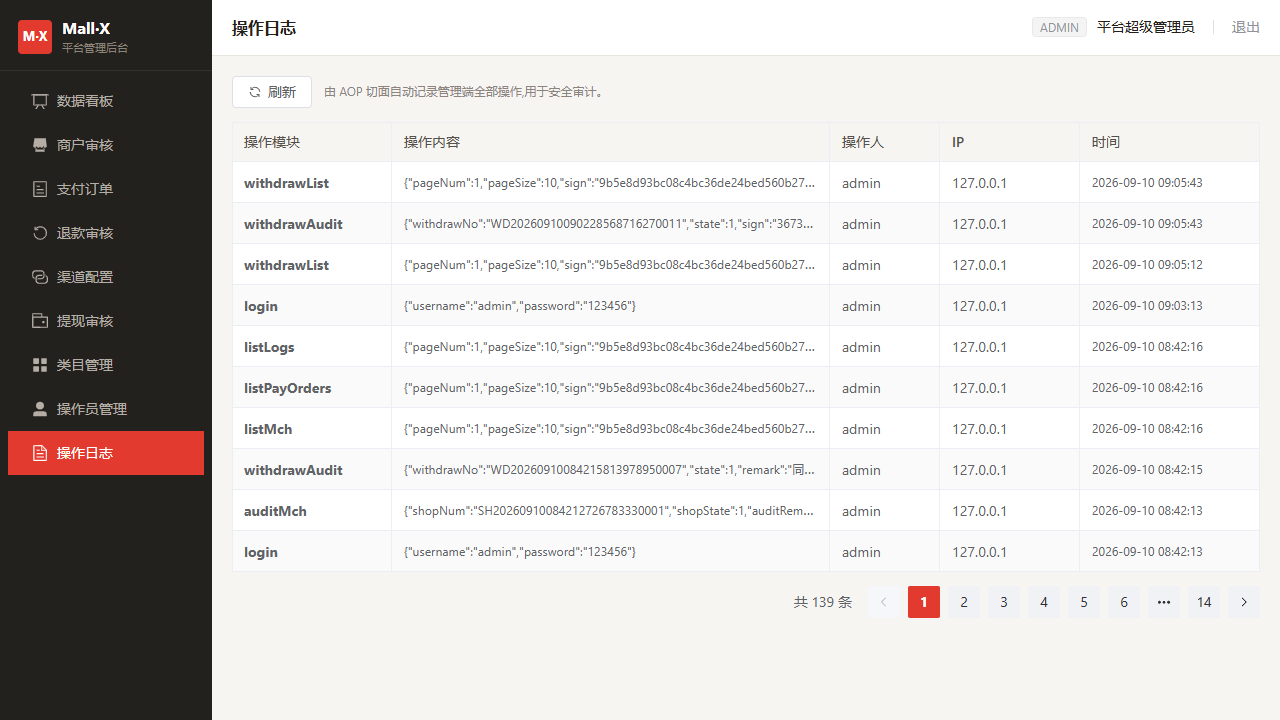 M·X
Mall·X
平台管理后台
数据看板
商户审核
支付订单
退款审核
渠道配置
提现审核
类目管理
操作员管理
操作日志
操作日志
ADMIN 平台超级管理员 退出
刷新 由 AOP 切面自动记录管理端全部操作,用于安全审计。
操作模块 操作内容 操作人 IP 时间
withdrawList {"pageNum":1,"pageSize":10,"sign":"9b5e8d93bc08c4bc36de24bed560b27... admin 127.0.0.1 2026-09-10 09:05:43
withdrawAudit {"withdrawNo":"WD20260910090228568716270011","state":1,"sign":"3673... admin 127.0.0.1 2026-09-10 09:05:43
withdrawList {"pageNum":1,"pageSize":10,"sign":"9b5e8d93bc08c4bc36de24bed560b27... admin 127.0.0.1 2026-09-10 09:05:12
login {"username":"admin","password":"123456"} admin 127.0.0.1 2026-09-10 09:03:13
listLogs {"pageNum":1,"pageSize":10,"sign":"9b5e8d93bc08c4bc36de24bed560b27... admin 127.0.0.1 2026-09-10 08:42:16
listPayOrders {"pageNum":1,"pageSize":10,"sign":"9b5e8d93bc08c4bc36de24bed560b27... admin 127.0.0.1 2026-09-10 08:42:16
listMch {"pageNum":1,"pageSize":10,"sign":"9b5e8d93bc08c4bc36de24bed560b27... admin 127.0.0.1 2026-09-10 08:42:16
withdrawAudit {"withdrawNo":"WD20260910084215813978950007","state":1,"remark":"同... admin 127.0.0.1 2026-09-10 08:42:15
auditMch {"shopNum":"SH20260910084212726783330001","shopState":1,"auditRem... admin 127.0.0.1 2026-09-10 08:42:13
login {"username":"admin","password":"123456"} admin 127.0.0.1 2026-09-10 08:42:13
共 139 条 1 2 3 4 5 6 ••• 14